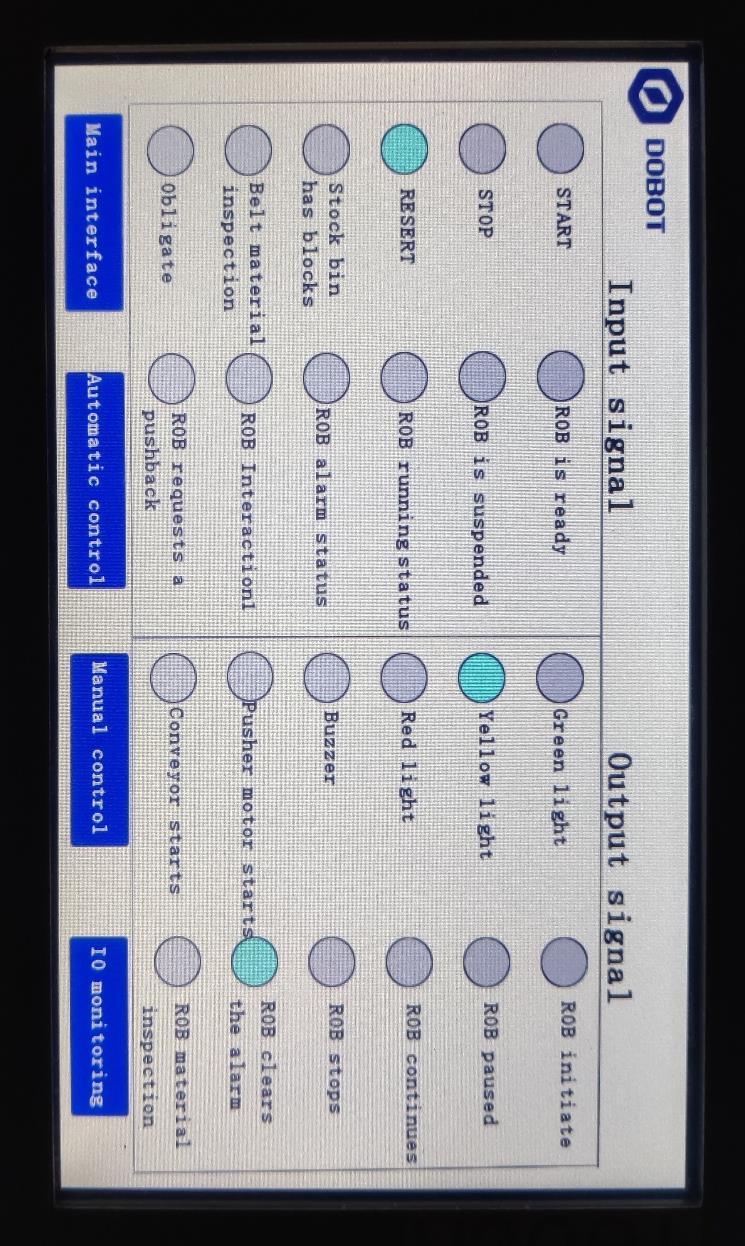 DOBOT
Input signal
Output signal
START
ROB is ready
Green light
ROB initiate
STOP
ROB is suspended
Yellow light
ROB paused
RESERT
ROB running status
Red light
ROB continues
Stock bin
has blocks
ROB alarm status
Buzzer
ROB stops
Belt material
inspection
ROB Interaction1
Pusher motor starts
ROB clears
the alarm
Obligate
ROB requests a
pushback
Conveyor starts
ROB material
inspection
Main interface
Automatic control
Manual control
IO monitoring